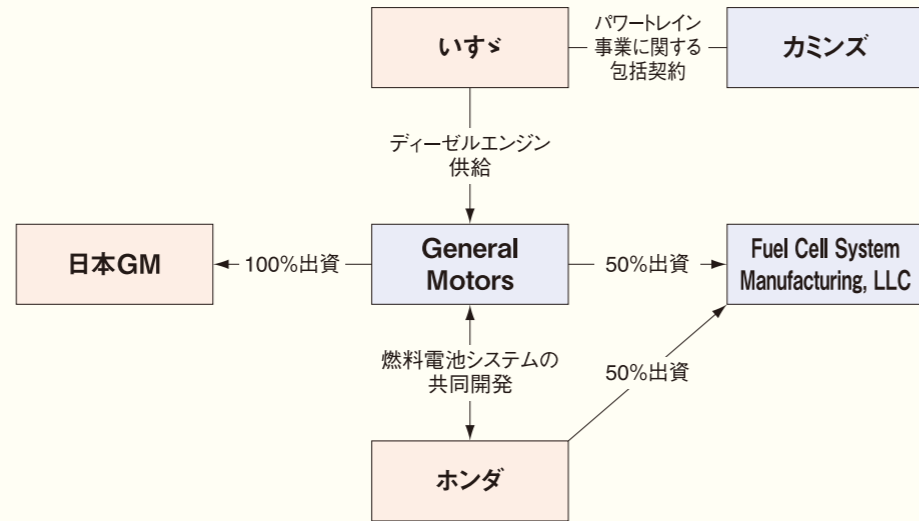 いすゞ
パワートレイン
事業に関する
包括契約
カミンズ
ディーゼルエンジン
供給
日本GM
100%出資
General
Motors
50%出資
Fuel Cell System
Manufacturing, LLC
燃料電池システムの
共同開発
50%出資
ホンダ